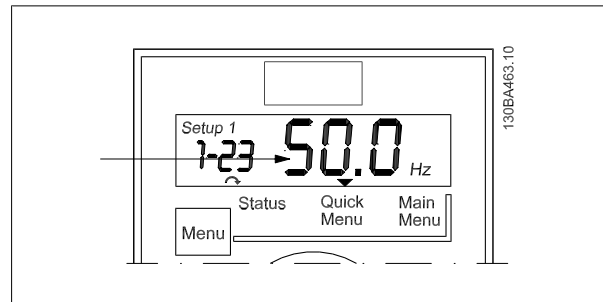 Setup 1
1-23 50.0 Hz
Status Quick Menu Main Menu
Menu
130BA463.10